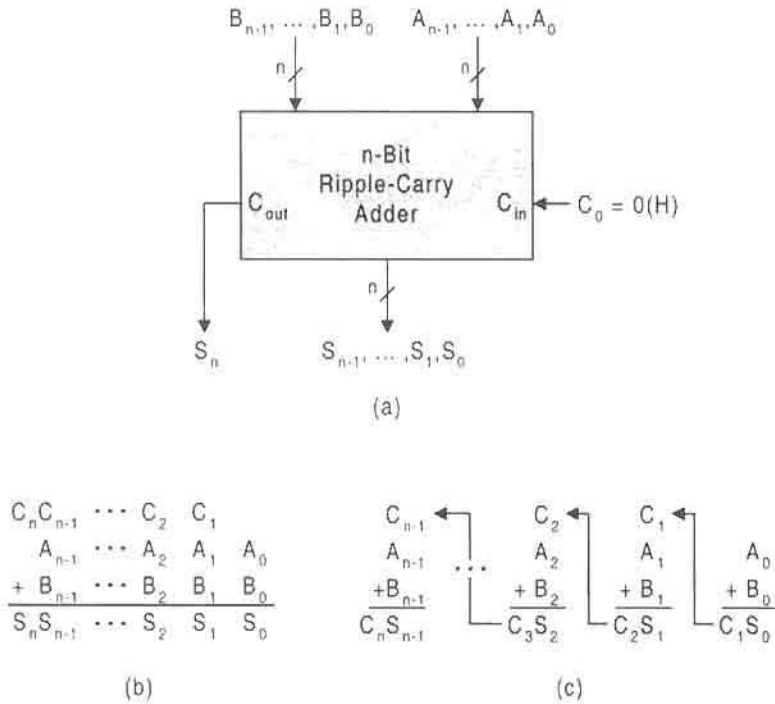 Bₙ₋₁, ... ,B₁,B₀ Aₙ₋₁, ... ,A₁,A₀
n n
n-Bit
Ripple-Carry
Adder
C_out C_in C₀ = 0(H)
n
Sₙ Sₙ₋₁, ... ,S₁,S₀
(a)
CₙCₙ₋₁ ··· C₂ C₁
Aₙ₋₁ ··· A₂ A₁ A₀
+ Bₙ₋₁ ··· B₂ B₁ B₀
SₙSₙ₋₁ ··· S₂ S₁ S₀
(b)
Cₙ₋₁ C₂ C₁
Aₙ₋₁ ··· A₂ A₁ A₀
+Bₙ₋₁ + B₂ + B₁ + B₀
CₙSₙ₋₁ C₃S₂ C₂S₁ C₁S₀
(c)